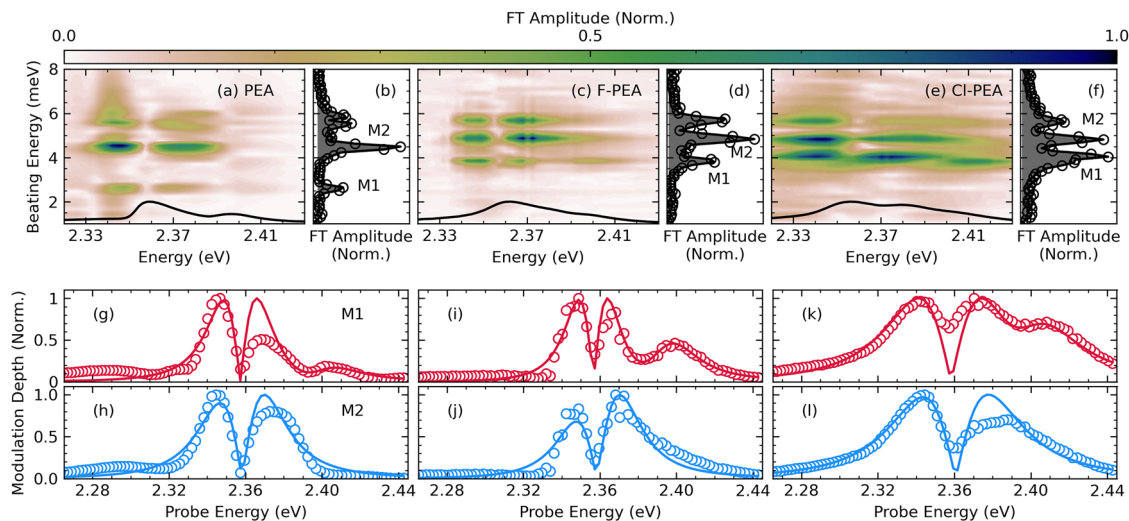 FT Amplitude (Norm.)
0.0 0.5 1.0
Beating Energy (meV)
8
6
4
2
(a) PEA
(b)
M2
M1
(c) F-PEA
(d)
M2
M1
(e) Cl-PEA
(f)
M2
M1
2.33 2.37 2.41
Energy (eV)
FT Amplitude
(Norm.)
2.33 2.37 2.41
Energy (eV)
FT Amplitude
(Norm.)
2.33 2.37 2.41
Energy (eV)
FT Amplitude
(Norm.)
Modulation Depth (Norm.)
1
0.5
0
(g) M1
(i)
(k)
1.0
0.5
0.0
(h) M2
(j)
(l)
2.28 2.32 2.36 2.40 2.44
Probe Energy (eV)
2.28 2.32 2.36 2.40 2.44
Probe Energy (eV)
2.28 2.32 2.36 2.40 2.44
Probe Energy (eV)